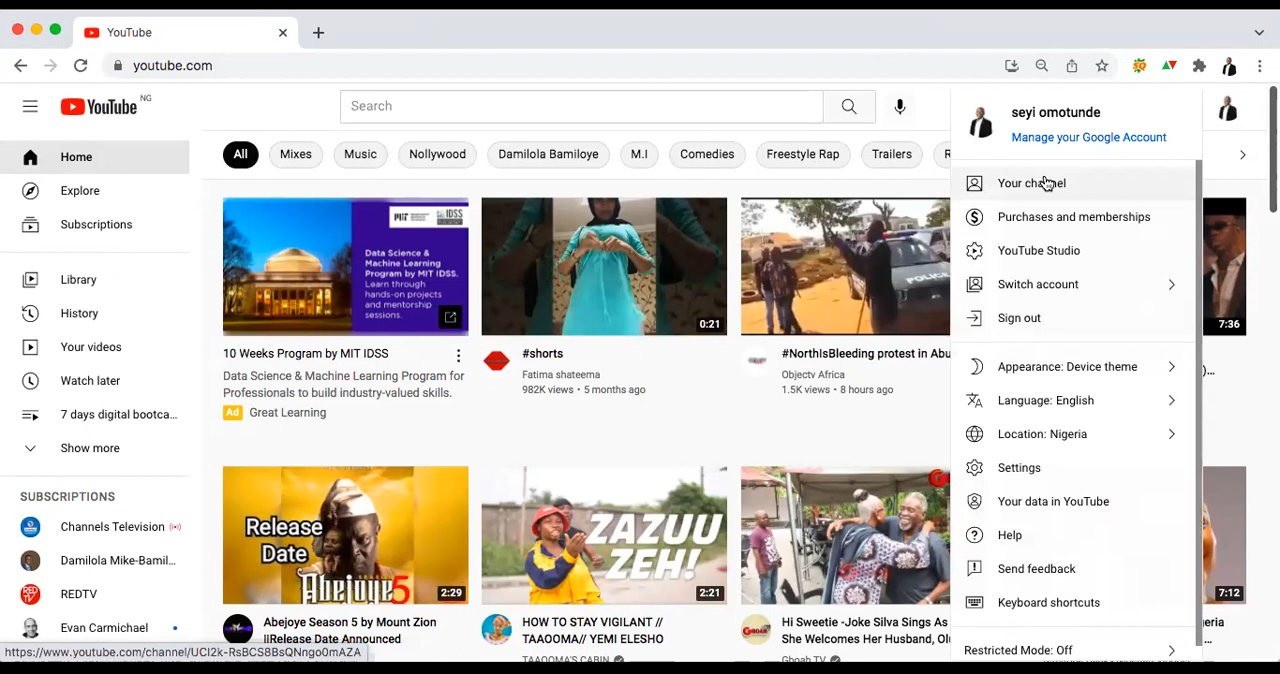 YouTube
youtube.com
YouTube NG
Search
seyi omotunde
Manage your Google Account
Home
Explore
Subscriptions
Library
History
Your videos
Watch later
7 days digital bootca...
Show more
SUBSCRIPTIONS
Channels Television
Damilola Mike-Bamil...
REDTV
Evan Carmichael
All
Mixes
Music
Nollywood
Damilola Bamiloye
M.I
Comedies
Freestyle Rap
Trailers
MIT IDSS
Data Science &
Machine Learning
Program by MIT IDSS.
Learn through
hands-on projects
and mentorship
sessions.
10 Weeks Program by MIT IDSS
Data Science & Machine Learning Program for
Professionals to build industry-valued skills.
Ad Great Learning
0:21
#shorts
Fatima shateema
982K views • 5 months ago
POLICE
#NorthIsBleeding protest in Abu
Objectv Africa
1.5K views • 8 hours ago
7:36
)...
Release
Date
Abejoye 5
2:29
Abejoye Season 5 by Mount Zion
||Release Date Announced
ZAZUU
ZEH!
2:21
HOW TO STAY VIGILANT //
TAAOOMA// YEMI ELESHO
TAAOOMA'S CABIN
Hi Sweetie -Joke Silva Sings As
She Welcomes Her Husband, Ol
Gboah TV
7:12
Your channel
Purchases and memberships
YouTube Studio
Switch account
Sign out
Appearance: Device theme
Language: English
Location: Nigeria
Settings
Your data in YouTube
Help
Send feedback
Keyboard shortcuts
Restricted Mode: Off
https://www.youtube.com/channel/UCI2k-RsBCS8BsQNngo0mAZA